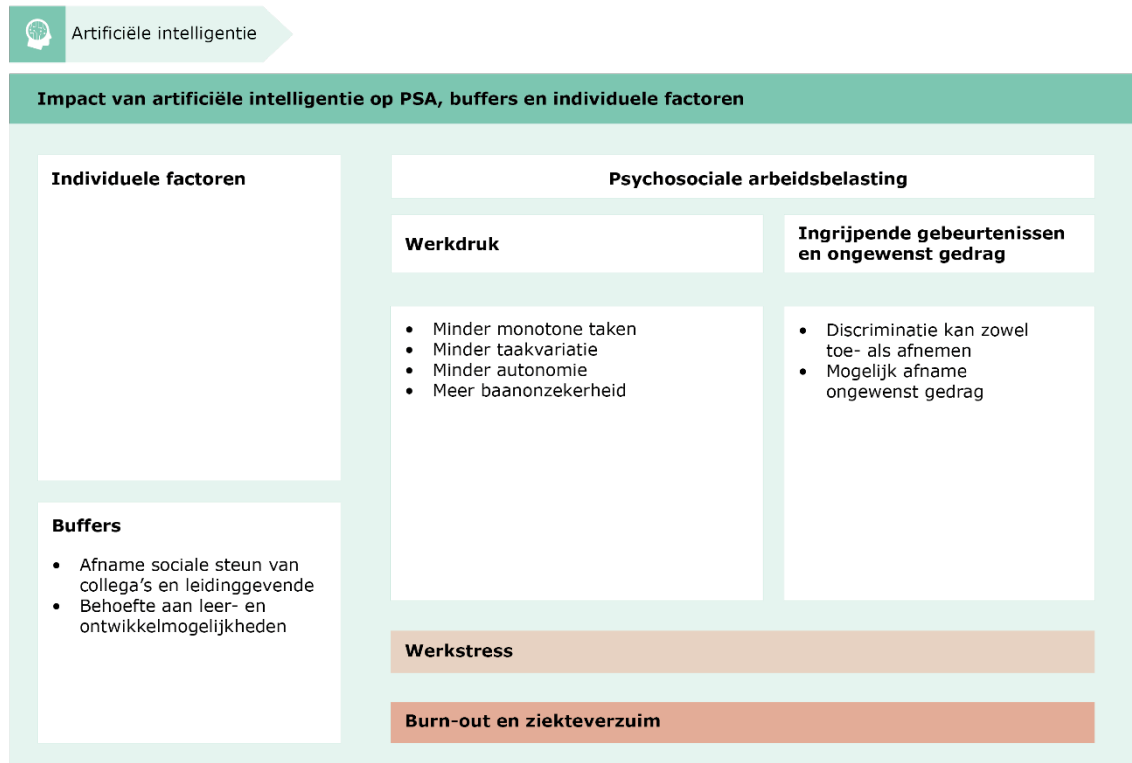 Artificiële intelligentie
Impact van artificiële intelligentie op PSA, buffers en individuele factoren
Individuele factoren
Buffers
• Afname sociale steun van
collega's en leidinggevende
• Behoefte aan leer- en
ontwikkelmogelijkheden
Psychosociale arbeidsbelasting
Werkdruk
• Minder monotone taken
• Minder taakvariatie
• Minder autonomie
• Meer baanonzekerheid
Ingrijpende gebeurtenissen
en ongewenst gedrag
• Discriminatie kan zowel
toe- als afnemen
• Mogelijk afname
ongewenst gedrag
Werkstress
Burn-out en ziekteverzuim